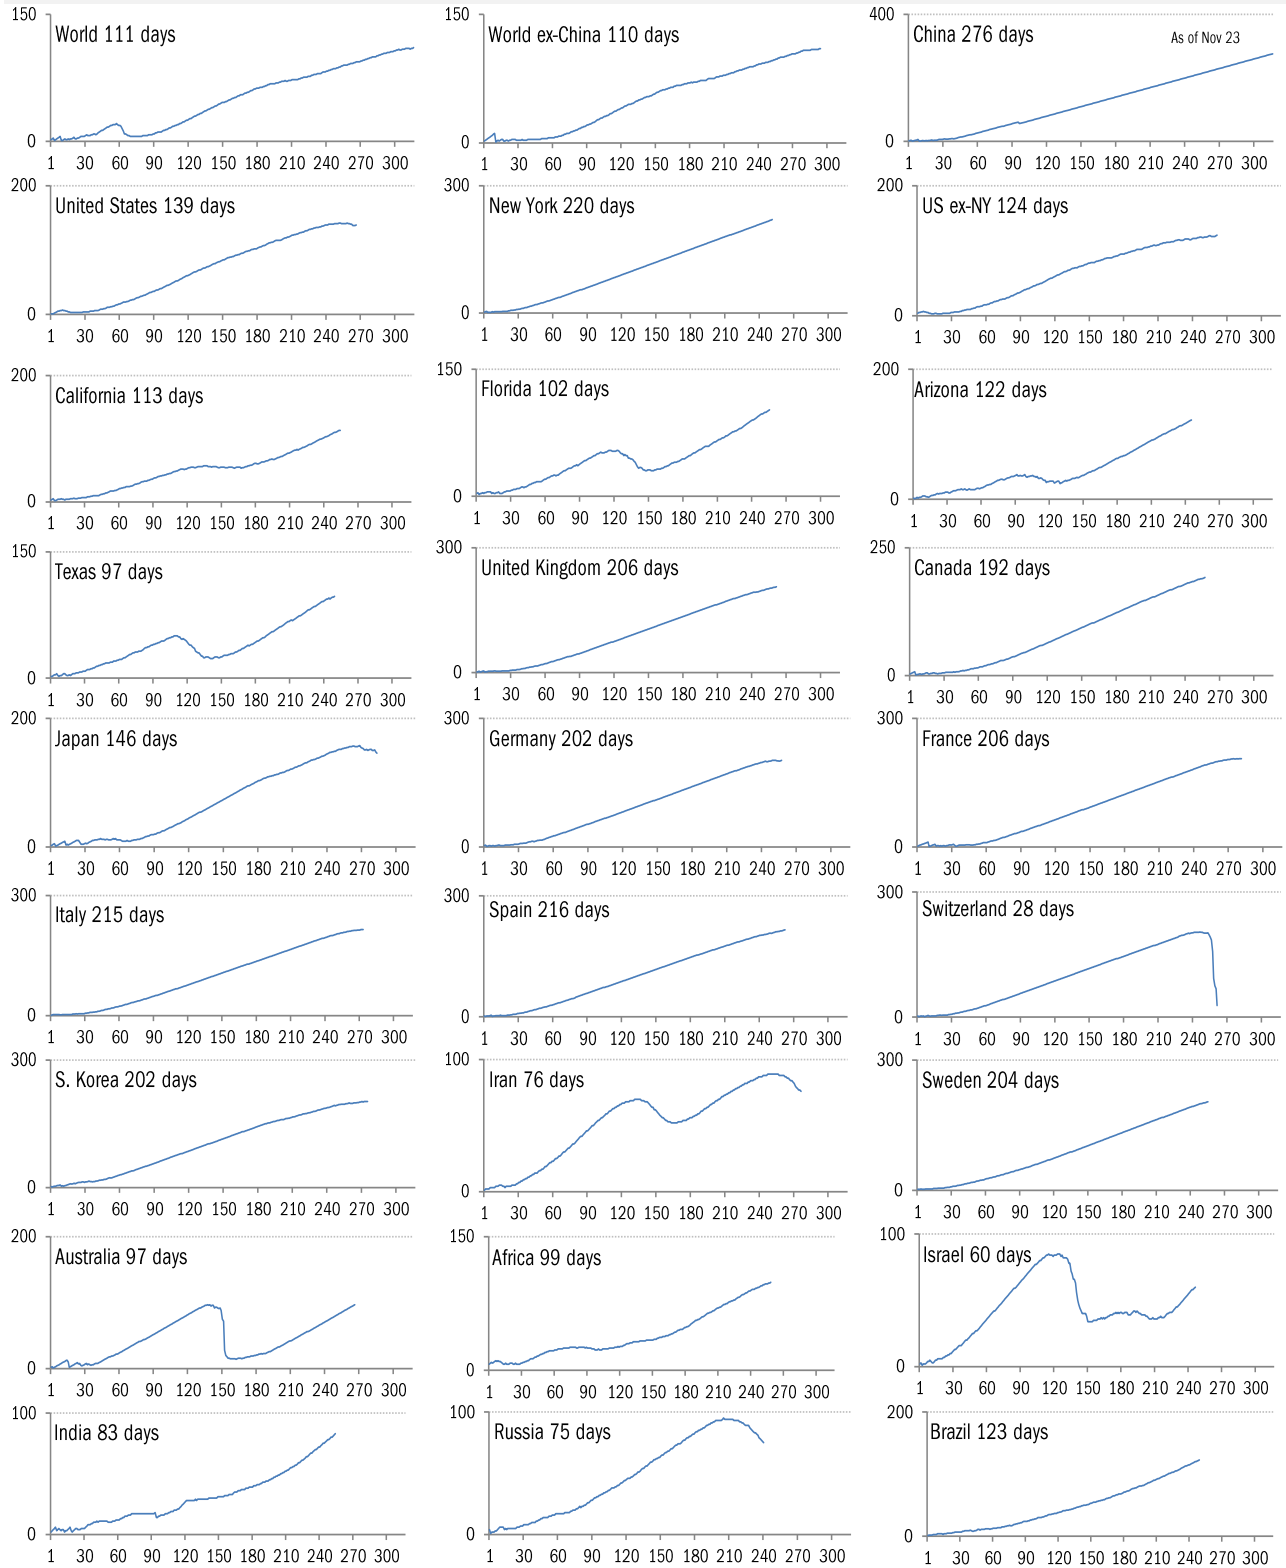 150
World 111 days
0
1 30 60 90 120 150 180 210 240 270 300
150
World ex-China 110 days
0
1 30 60 90 120 150 180 210 240 270 300
400
China 276 days
As of Nov 23
0
1 30 60 90 120 150 180 210 240 270 300
200
United States 139 days
0
1 30 60 90 120 150 180 210 240 270 300
300
New York 220 days
0
1 30 60 90 120 150 180 210 240 270 300
200
US ex-NY 124 days
0
1 30 60 90 120 150 180 210 240 270 300
200
California 113 days
0
1 30 60 90 120 150 180 210 240 270 300
150
Florida 102 days
0
1 30 60 90 120 150 180 210 240 270 300
200
Arizona 122 days
0
1 30 60 90 120 150 180 210 240 270 300
150
Texas 97 days
0
1 30 60 90 120 150 180 210 240 270 300
300
United Kingdom 206 days
0
1 30 60 90 120 150 180 210 240 270 300
250
Canada 192 days
0
1 30 60 90 120 150 180 210 240 270 300
200
Japan 146 days
0
1 30 60 90 120 150 180 210 240 270 300
300
Germany 202 days
0
1 30 60 90 120 150 180 210 240 270 300
300
France 206 days
0
1 30 60 90 120 150 180 210 240 270 300
300
Italy 215 days
0
1 30 60 90 120 150 180 210 240 270 300
300
Spain 216 days
0
1 30 60 90 120 150 180 210 240 270 300
300
Switzerland 28 days
0
1 30 60 90 120 150 180 210 240 270 300
300
S. Korea 202 days
0
1 30 60 90 120 150 180 210 240 270 300
100
Iran 76 days
0
1 30 60 90 120 150 180 210 240 270 300
300
Sweden 204 days
0
1 30 60 90 120 150 180 210 240 270 300
200
Australia 97 days
0
1 30 60 90 120 150 180 210 240 270 300
150
Africa 99 days
0
1 30 60 90 120 150 180 210 240 270 300
100
Israel 60 days
0
1 30 60 90 120 150 180 210 240 270 300
100
India 83 days
0
1 30 60 90 120 150 180 210 240 270 300
100
Russia 75 days
0
1 30 60 90 120 150 180 210 240 270 300
200
Brazil 123 days
0
1 30 60 90 120 150 180 210 240 270 300